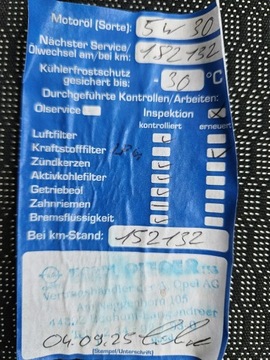 Motoröl (Sorte): 5w30
Nächster Service/
Ölwechsel am/bei km: 182132
Kühlerfrostschutz
gesichert bis: 30 °C
Durchgeführte Kontrollen/Arbeiten:
Ölservice Inspektion
kontrolliert erneuert
Luftfilter
Kraftstofffilter
Zündkerzen
Aktivkohlefilter
Getriebeöl
Zahnriemen
Bremsflüssigkeit
Bei km-Stand: 152132
Opel AG
105
04.09.25
(Stempel/Unterschrift)